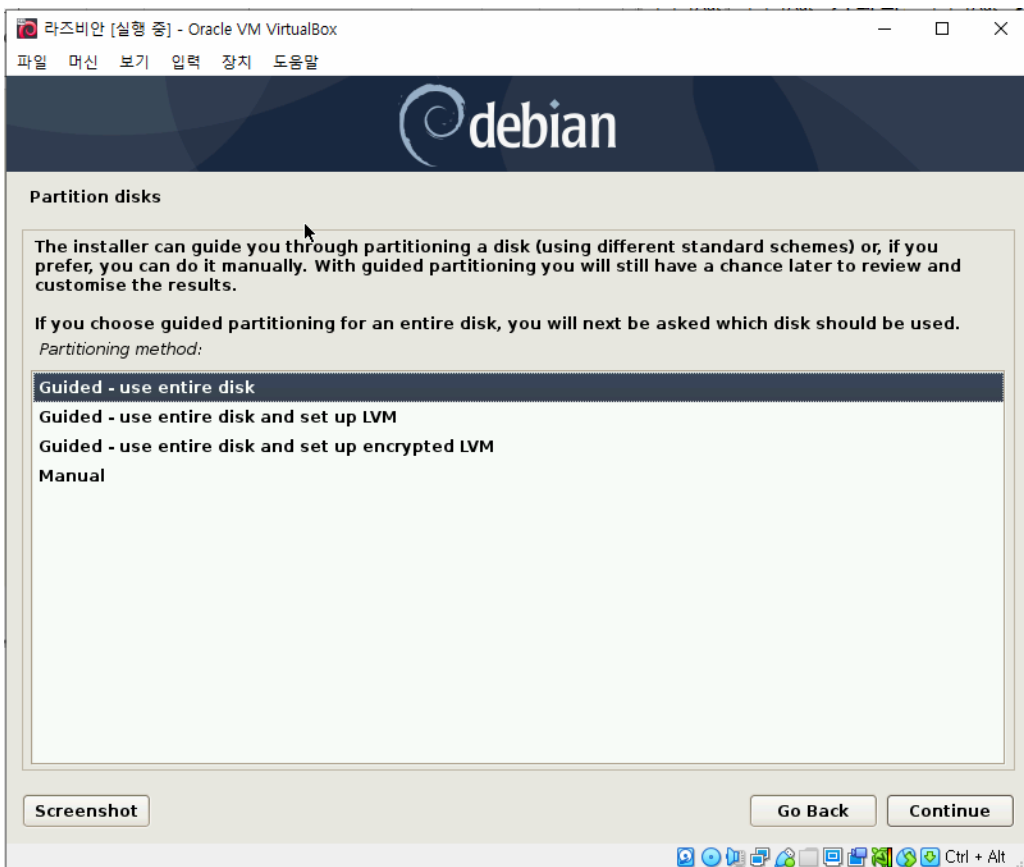 라즈비안 [실행 중] - Oracle VM VirtualBox
파일 머신 보기 입력 장치 도움말
debian
Partition disks
The installer can guide you through partitioning a disk (using different standard schemes) or, if you
prefer, you can do it manually. With guided partitioning you will still have a chance later to review and
customise the results.
If you choose guided partitioning for an entire disk, you will next be asked which disk should be used.
Partitioning method:
Guided - use entire disk
Guided - use entire disk and set up LVM
Guided - use entire disk and set up encrypted LVM
Manual
Screenshot
Go Back
Continue
Ctrl + Alt